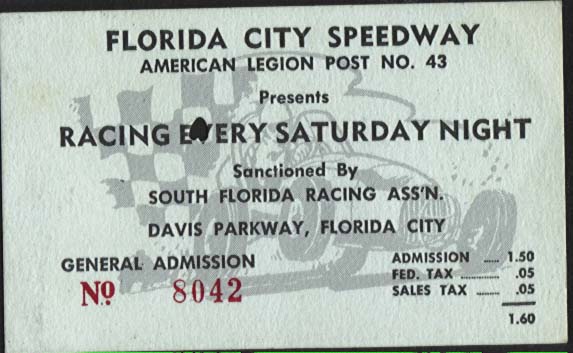 FLORIDA CITY SPEEDWAY
AMERICAN LEGION POST NO. 43
Presents
RACING EVERY SATURDAY NIGHT
Sanctioned By
SOUTH FLORIDA RACING ASS'N.
DAVIS PARKWAY, FLORIDA CITY
GENERAL ADMISSION
Nº 8042
ADMISSION ..... 1.50
FED. TAX ............ .05
SALES TAX ....... .05
1.60